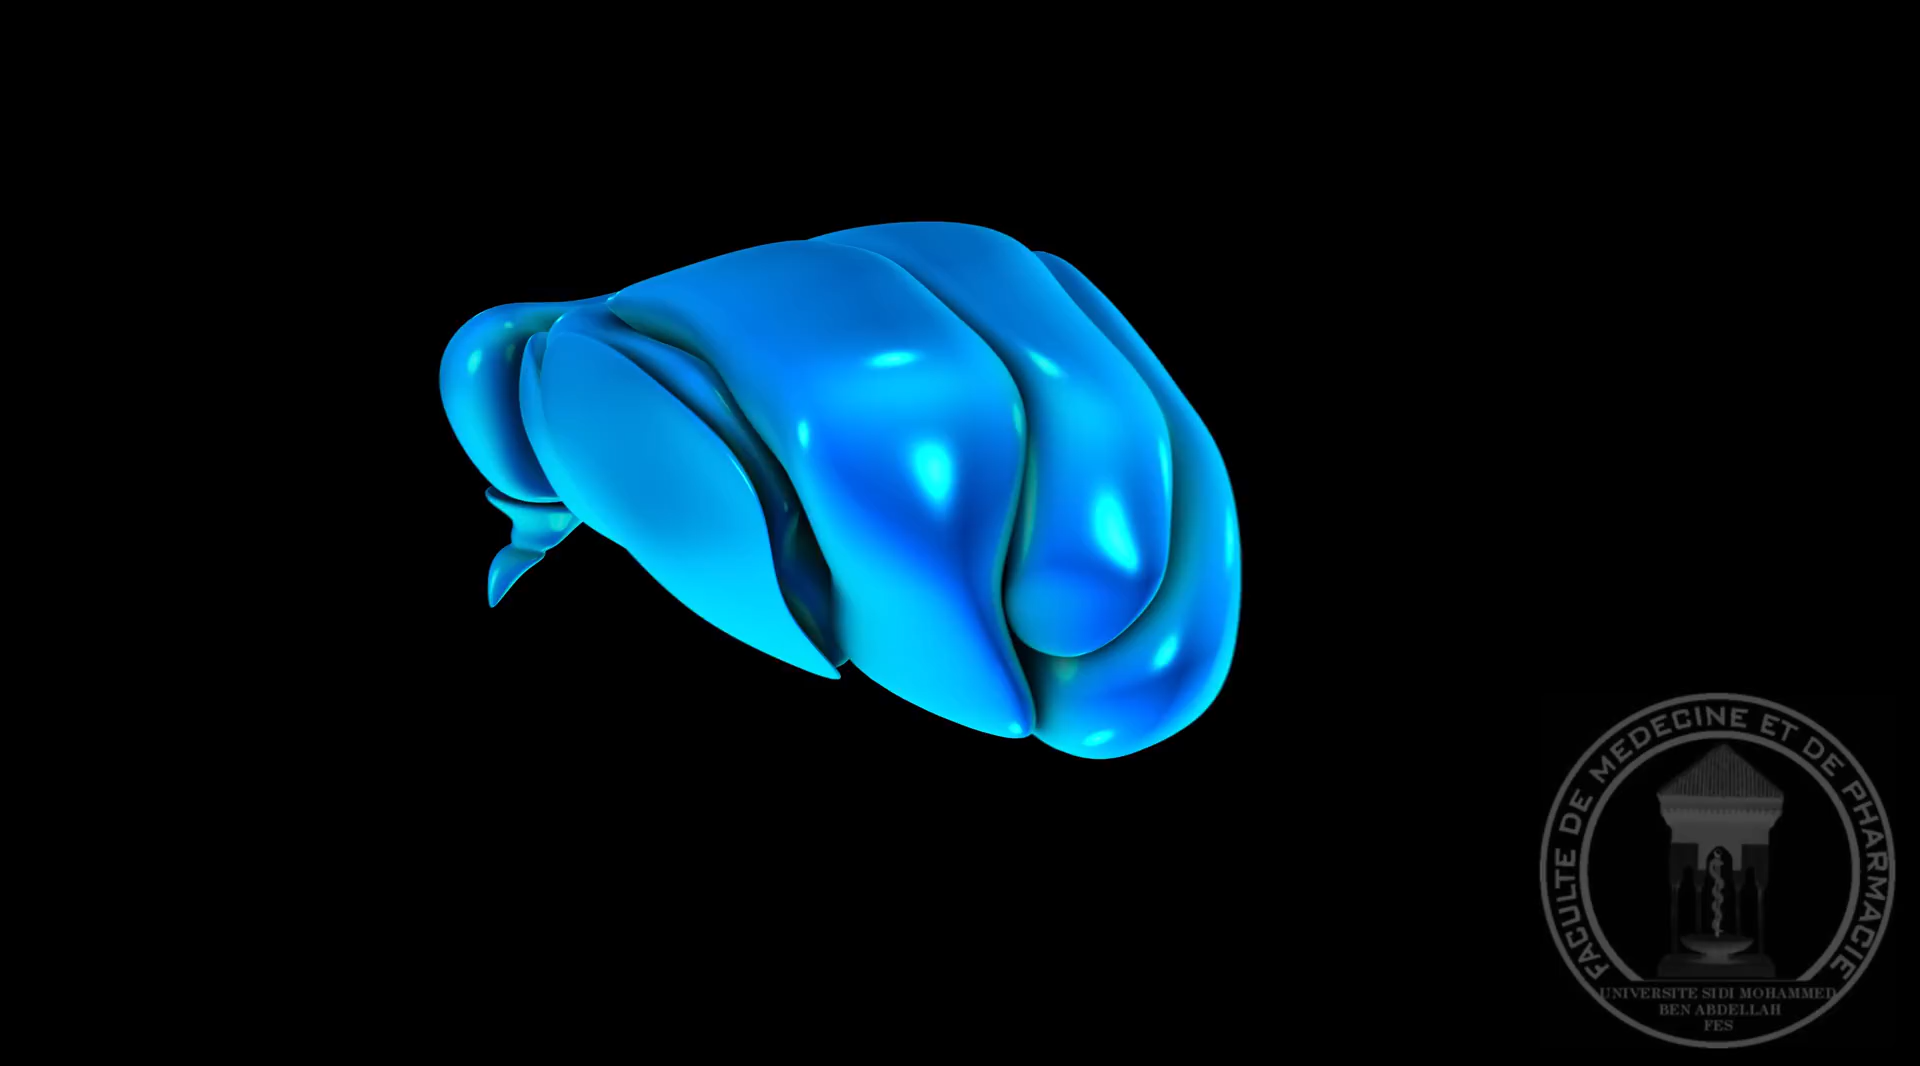 FACULTE DE MEDECINE ET DE PHARMACIE
UNIVERSITE SIDI MOHAMMED
BEN ABDELLAH
FES